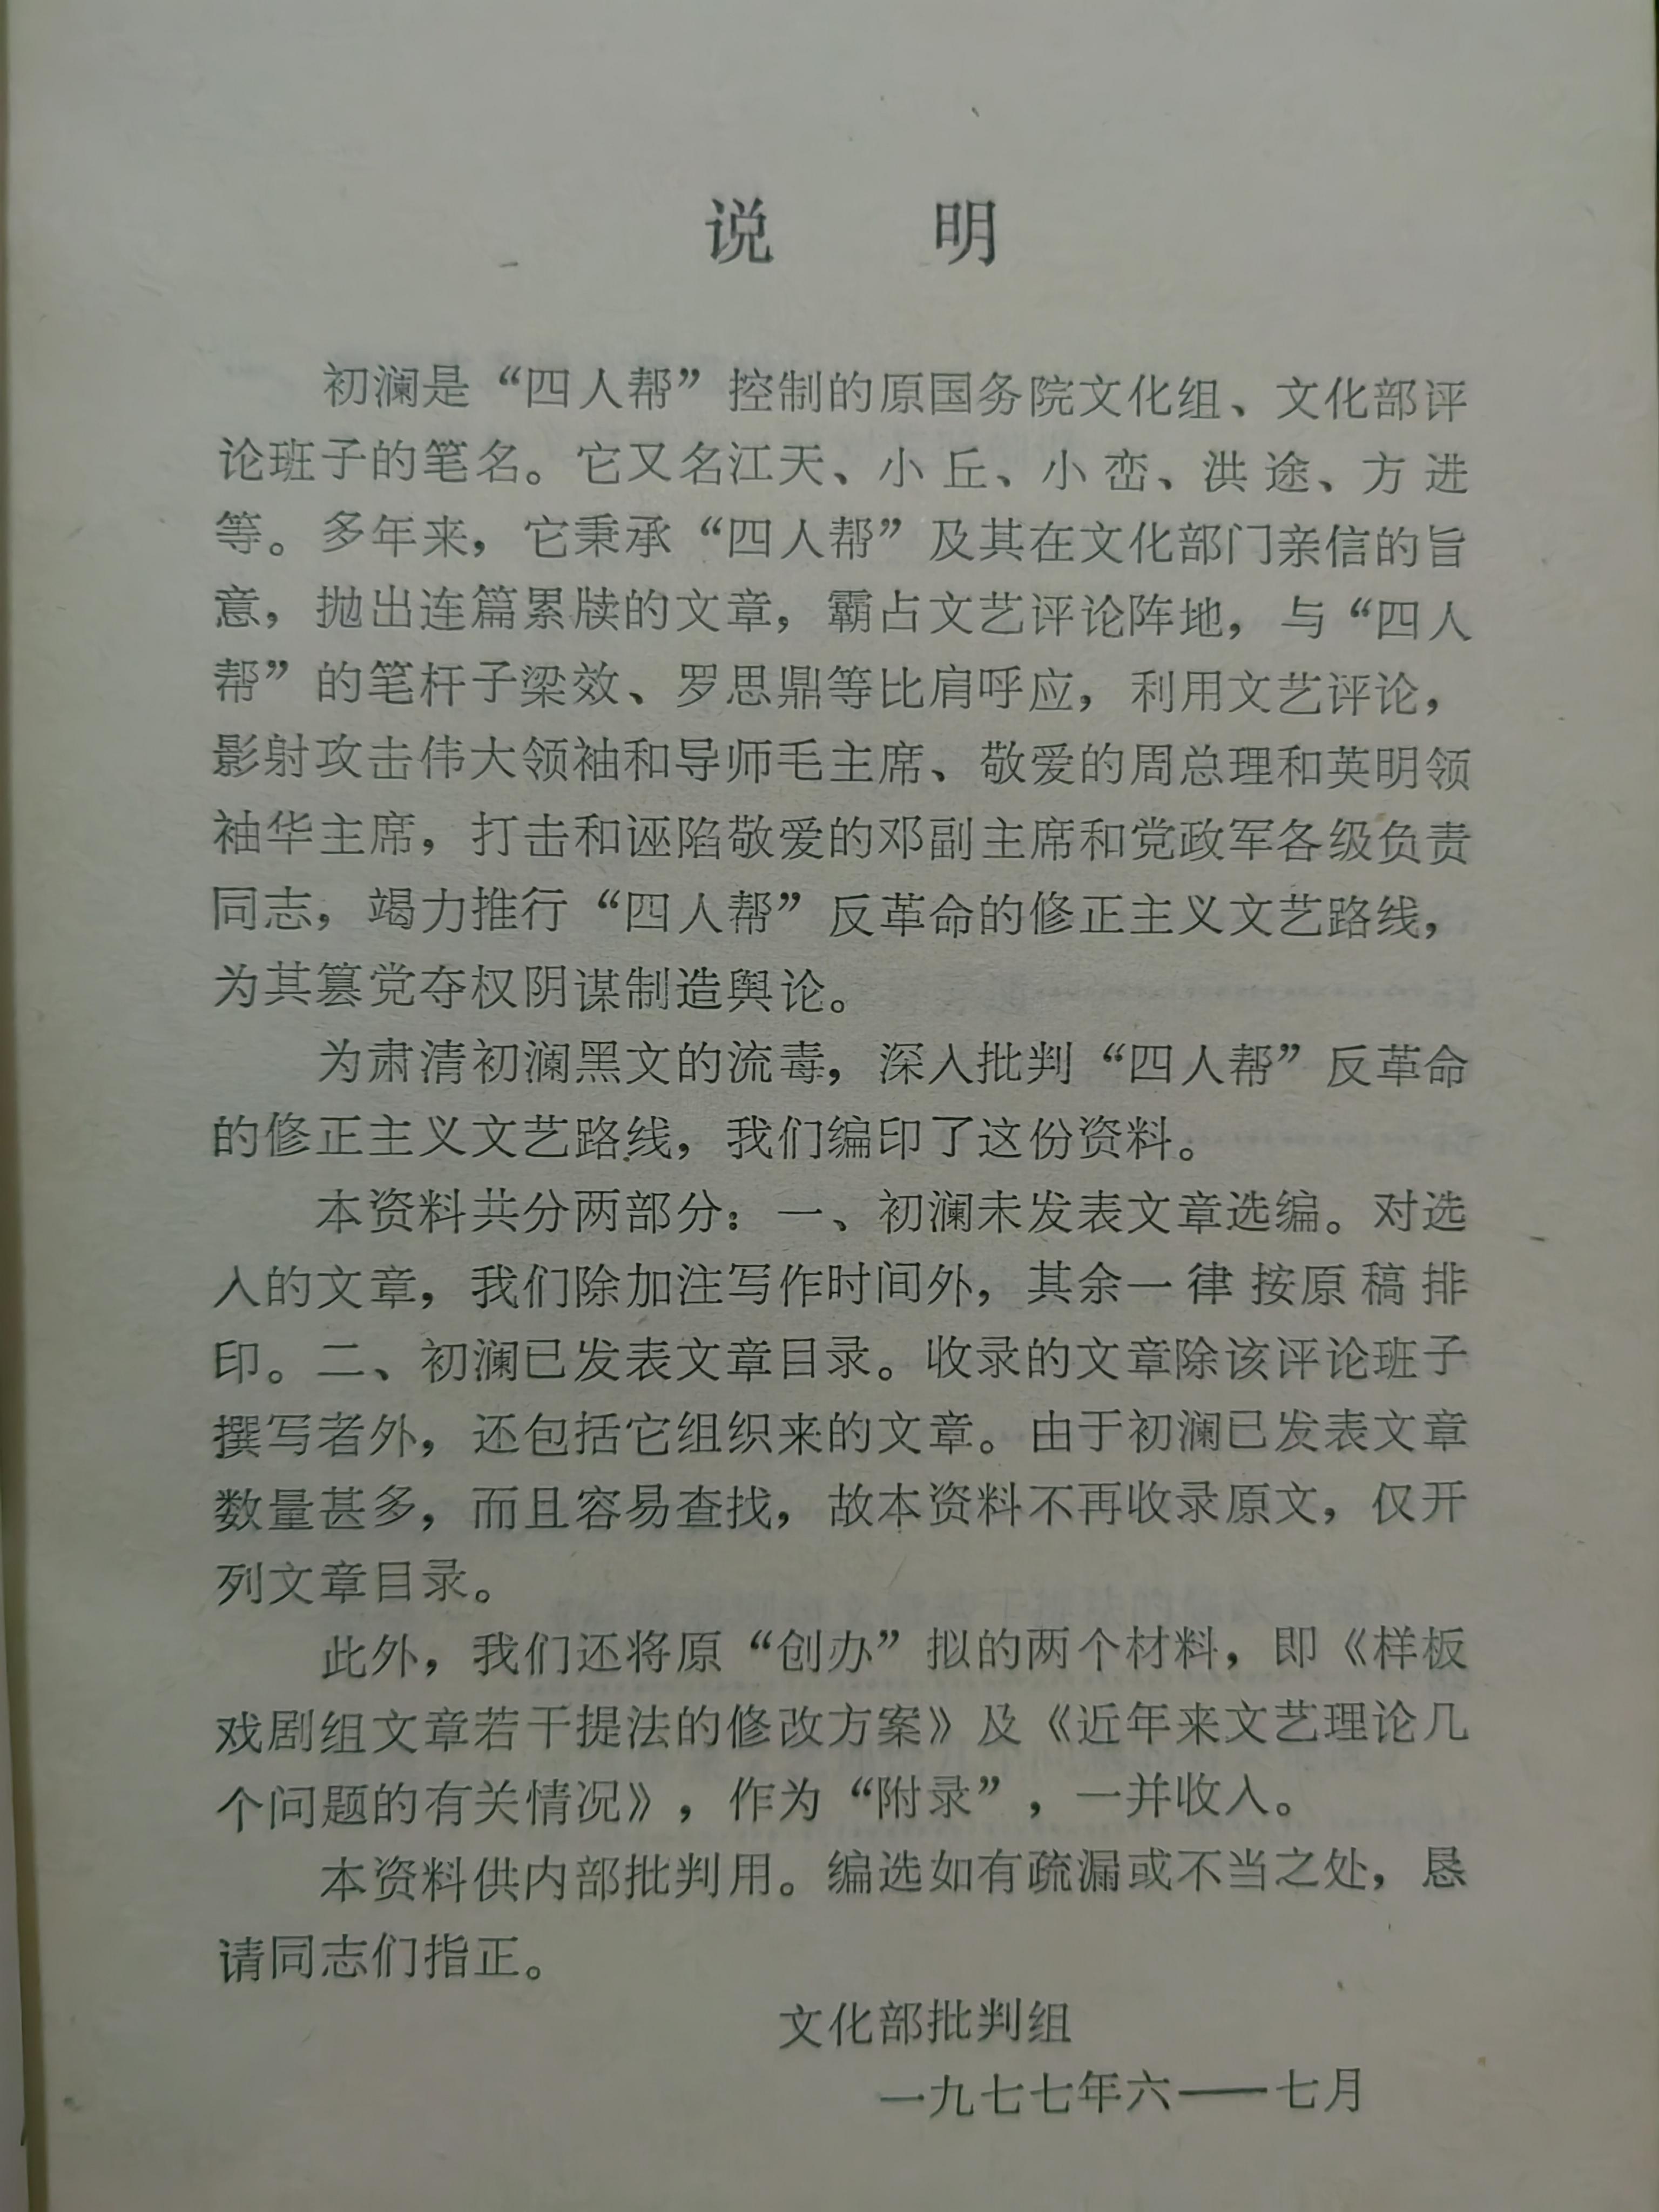 说　　明
初澜是“四人帮”控制的原国务院文化组、文化部评
论班子的笔名。它又名江天、小丘、小峦、洪途、方进
等。多年来，它秉承“四人帮”及其在文化部门亲信的旨
意，抛出连篇累牍的文章，霸占文艺评论阵地，与“四人
帮”的笔杆子梁效、罗思鼎等比肩呼应，利用文艺评论，
影射攻击伟大领袖和导师毛主席、敬爱的周总理和英明领
袖华主席，打击和诬陷敬爱的邓副主席和党政军各级负责
同志，竭力推行“四人帮”反革命的修正主义文艺路线，
为其篡党夺权阴谋制造舆论。
为肃清初澜黑文的流毒，深入批判“四人帮”反革命
的修正主义文艺路线，我们编印了这份资料。
本资料共分两部分：一、初澜未发表文章选编。对选
入的文章，我们除加注写作时间外，其余一律按原稿排
印。二、初澜已发表文章目录。收录的文章除该评论班子
撰写者外，还包括它组织来的文章。由于初澜已发表文章
数量甚多，而且容易查找，故本资料不再收录原文，仅开
列文章目录。
此外，我们还将原“创办”拟的两个材料，即《样板
戏剧组文章若干提法的修改方案》及《近年来文艺理论几
个问题的有关情况》，作为“附录”，一并收入。
本资料供内部批判用。编选如有疏漏或不当之处，恳
请同志们指正。
文化部批判组
一九七七年六——七月